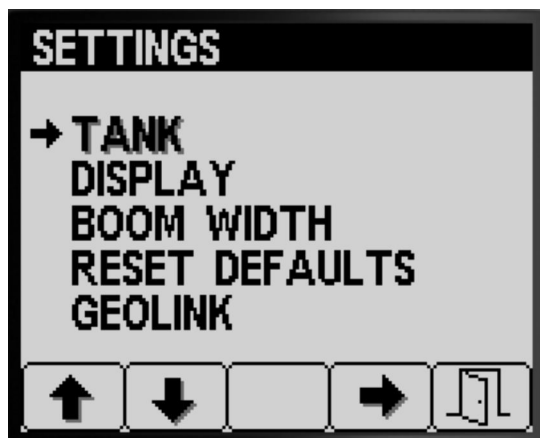 SETTINGS
TANK
DISPLAY
BOOM WIDTH
RESET DEFAULTS
GEOLINK